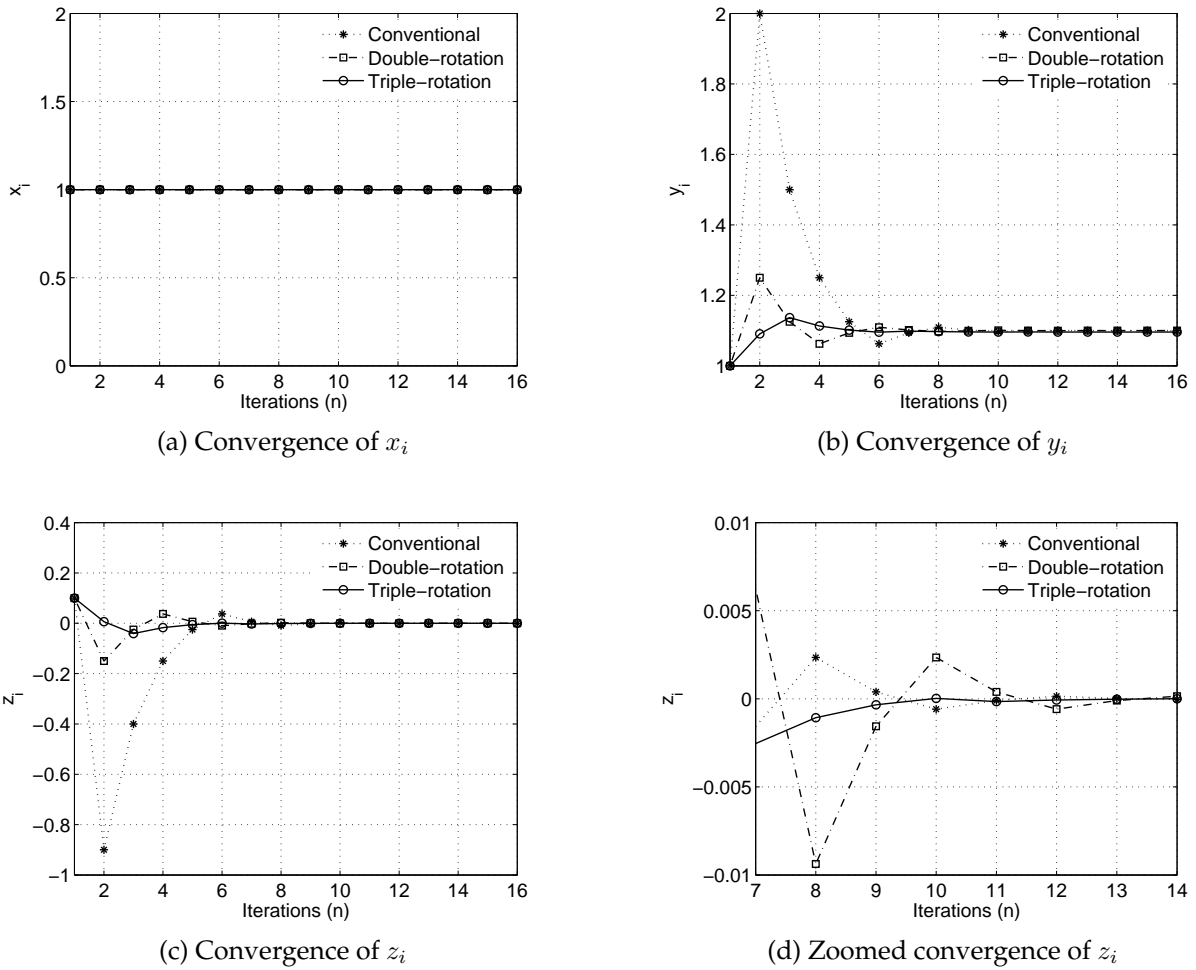 2
1.5
1
0.5
0
x_i
2 4 6 8 10 12 14 16
Iterations (n)
Conventional
Double−rotation
Triple−rotation
(a) Convergence of x_i
2
1.8
1.6
1.4
1.2
1
y_i
2 4 6 8 10 12 14 16
Iterations (n)
Conventional
Double−rotation
Triple−rotation
(b) Convergence of y_i
0.4
0.2
0
−0.2
−0.4
−0.6
−0.8
−1
z_i
2 4 6 8 10 12 14 16
Iterations (n)
Conventional
Double−rotation
Triple−rotation
(c) Convergence of z_i
0.01
0.005
0
−0.005
−0.01
z_i
7 8 9 10 11 12 13 14
Iterations (n)
Conventional
Double−rotation
Triple−rotation
(d) Zoomed convergence of z_i